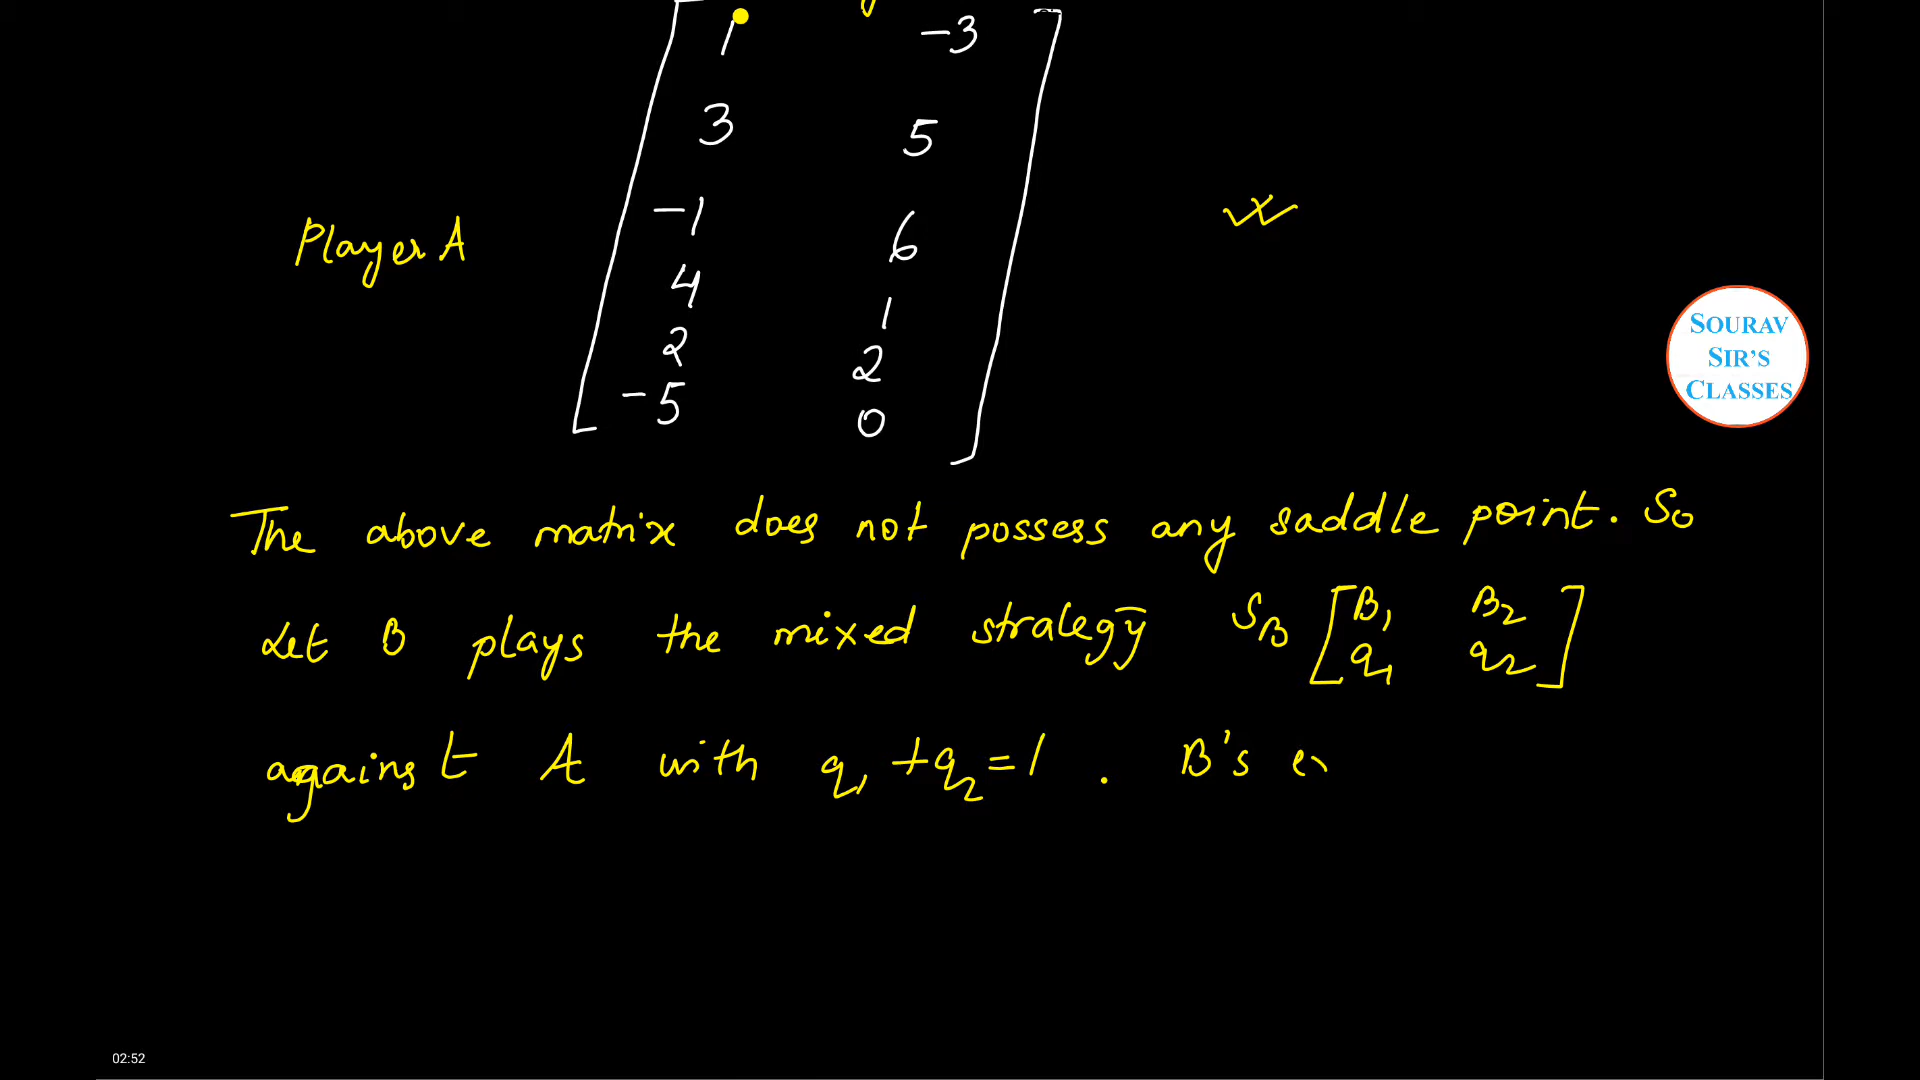 1 -3
3 5
-1 6
Player A
4 1
2 2
-5 0
SOURAV
SIR'S
CLASSES
The above matrix does not possess any saddle point. So
Let B plays the mixed strategy S_B [B₁ B₂
q₁ q₂]
against A with q₁ + q₂ = 1 . B's
02:52